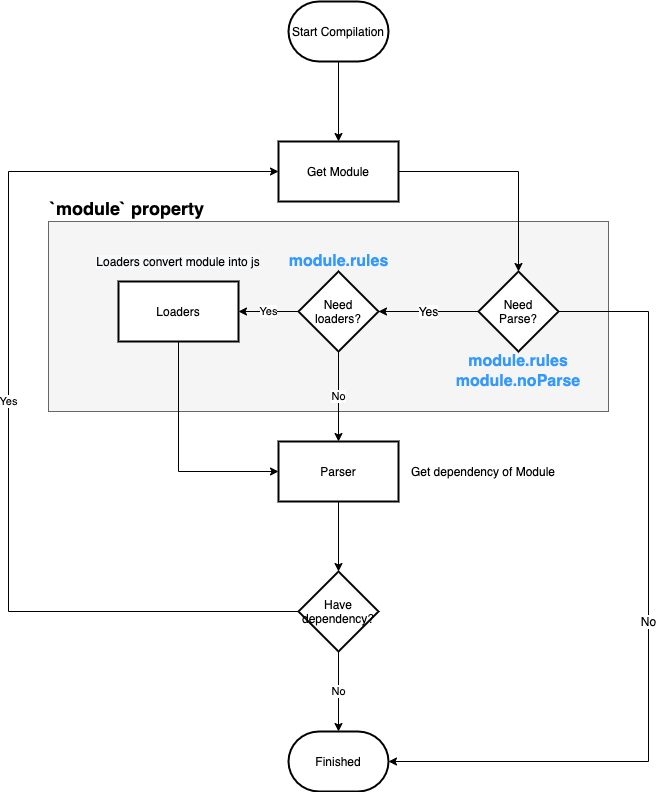 Start Compilation
Get Module
`module` property
Loaders convert module into js
module.rules
Loaders
Yes
Need
loaders?
Yes
Need
Parse?
module.rules
module.noParse
No
Yes
Parser
Get dependency of Module
Have
dependency?
No
No
Finished